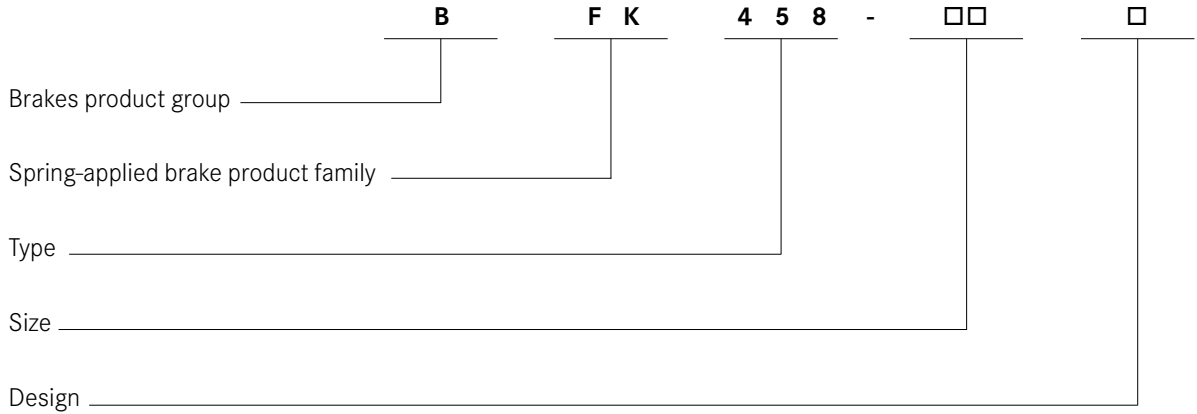 B F K 4 5 8 - □□ □
Brakes product group
Spring-applied brake product family
Type
Size
Design